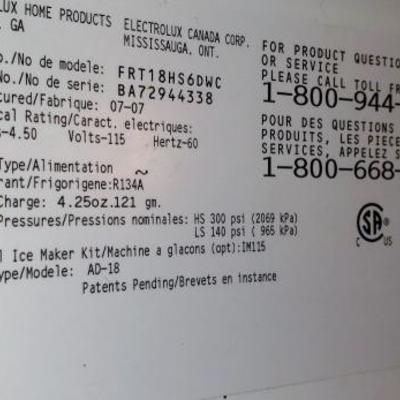 LUX HOME PRODUCTS
, GA
ELECTROLUX CANADA CORP.
MISSISSAUGA, ONT.
o./No de modele: FRT18HS6DWC
No./No de serie: BA72944338
tured/Fabrique: 07-07
cal Rating/Caract. electriques:
s-4.50 Volts-115 Hertz-60
Type/Alimentation ~
rant/Frigorigene:R134A
Charge: 4.25oz.121 gm.
Pressures/Pressions nominales: HS 300 psi (2069 kPa)
LS 140 psi ( 965 kPa)
l Ice Maker Kit/Machine a glacons (opt):IM115
ype/Modele: AD-18
Patents Pending/Brevets en instance
FOR PRODUCT QUESTIO
OR SERVICE
PLEASE CALL TOLL FR
1-800-944-
POUR DES QUESTIONS
PRODUITS, LES PIECE
SERVICES, APPELEZ S
1-800-668-
CSA
C US